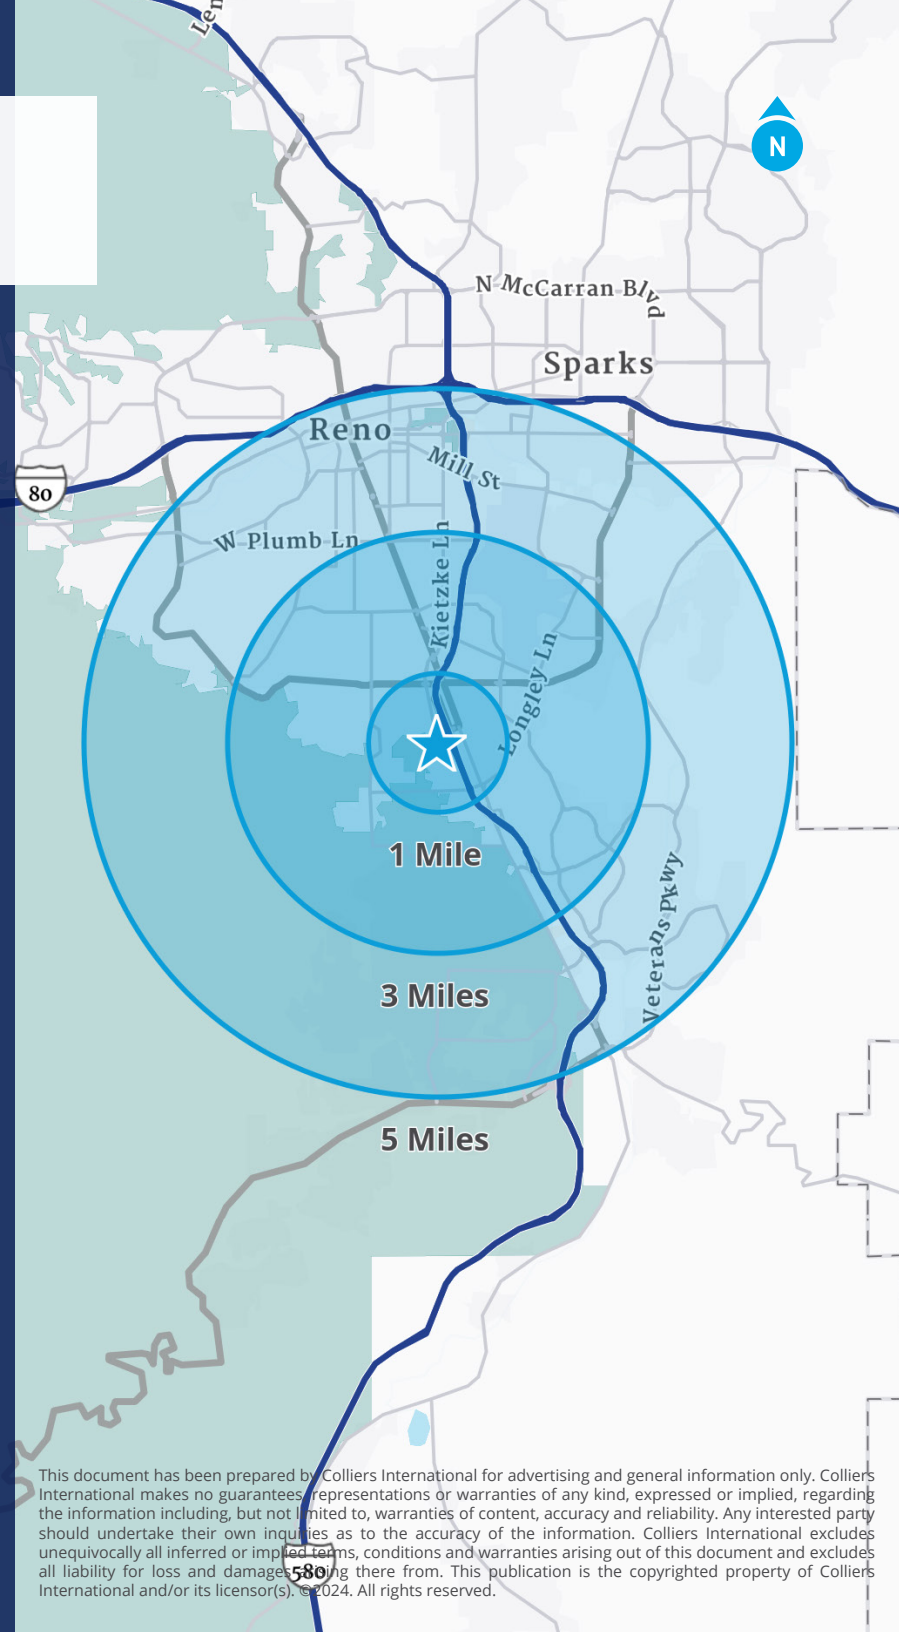 Lem
N
N McCarran Blvd
Sparks
Reno
Mill St
80
W Plumb Ln
Kietzke Ln
Longley Ln
1 Mile
Veterans Pkwy
3 Miles
5 Miles
This document has been prepared by Colliers International for advertising and general information only. Colliers
International makes no guarantees, representations or warranties of any kind, expressed or implied, regarding
the information including, but not limited to, warranties of content, accuracy and reliability. Any interested party
should undertake their own inquiries as to the accuracy of the information. Colliers International excludes
unequivocally all inferred or implied terms, conditions and warranties arising out of this document and excludes
all liability for loss and damages arising there from. This publication is the copyrighted property of Colliers
International and/or its licensor(s). ©2024. All rights reserved.
580